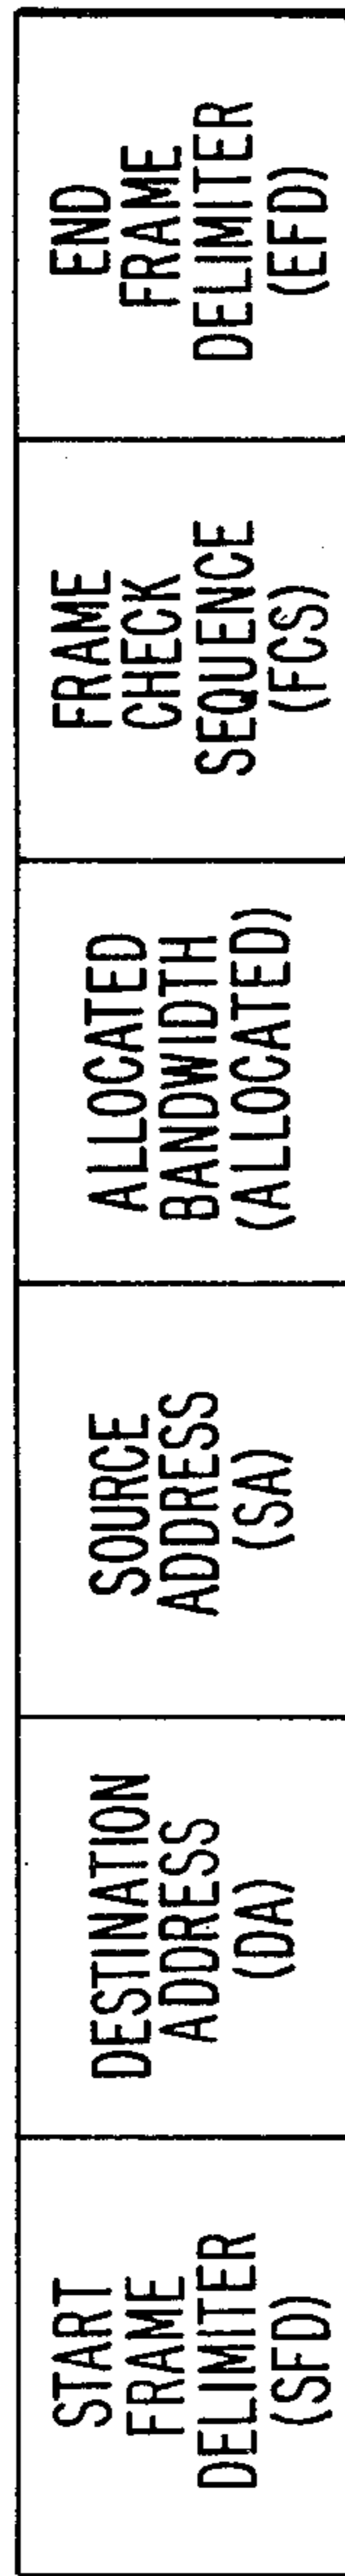 START
FRAME
DELIMITER
(SFD)
DESTINATION
ADDRESS
(DA)
SOURCE
ADDRESS
(SA)
ALLOCATED
BANDWIDTH
(ALLOCATED)
FRAME
CHECK
SEQUENCE
(FCS)
END
FRAME
DELIMITER
(EFD)